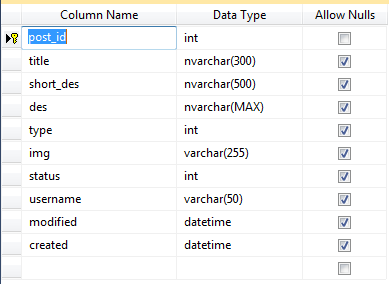 Column Name Data Type Allow Nulls
post_id int
title nvarchar(300)
short_des nvarchar(500)
des nvarchar(MAX)
type int
img varchar(255)
status int
username varchar(50)
modified datetime
created datetime